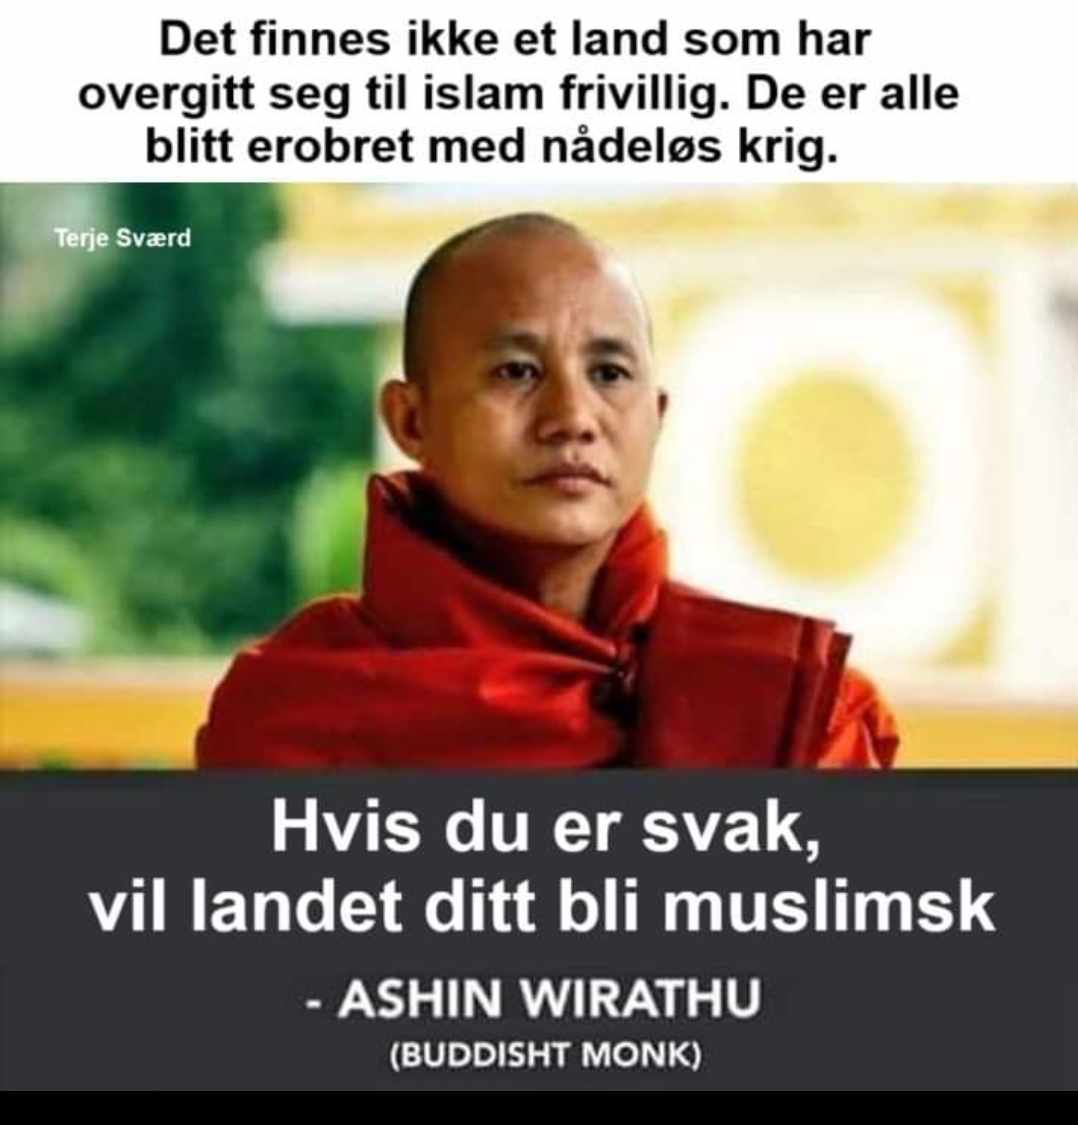 Det finnes ikke et land som har
overgitt seg til islam frivillig. De er alle
blitt erobret med nådeløs krig.
Terje Sværd
Hvis du er svak,
vil landet ditt bli muslimsk
- ASHIN WIRATHU
(BUDDISHT MONK)